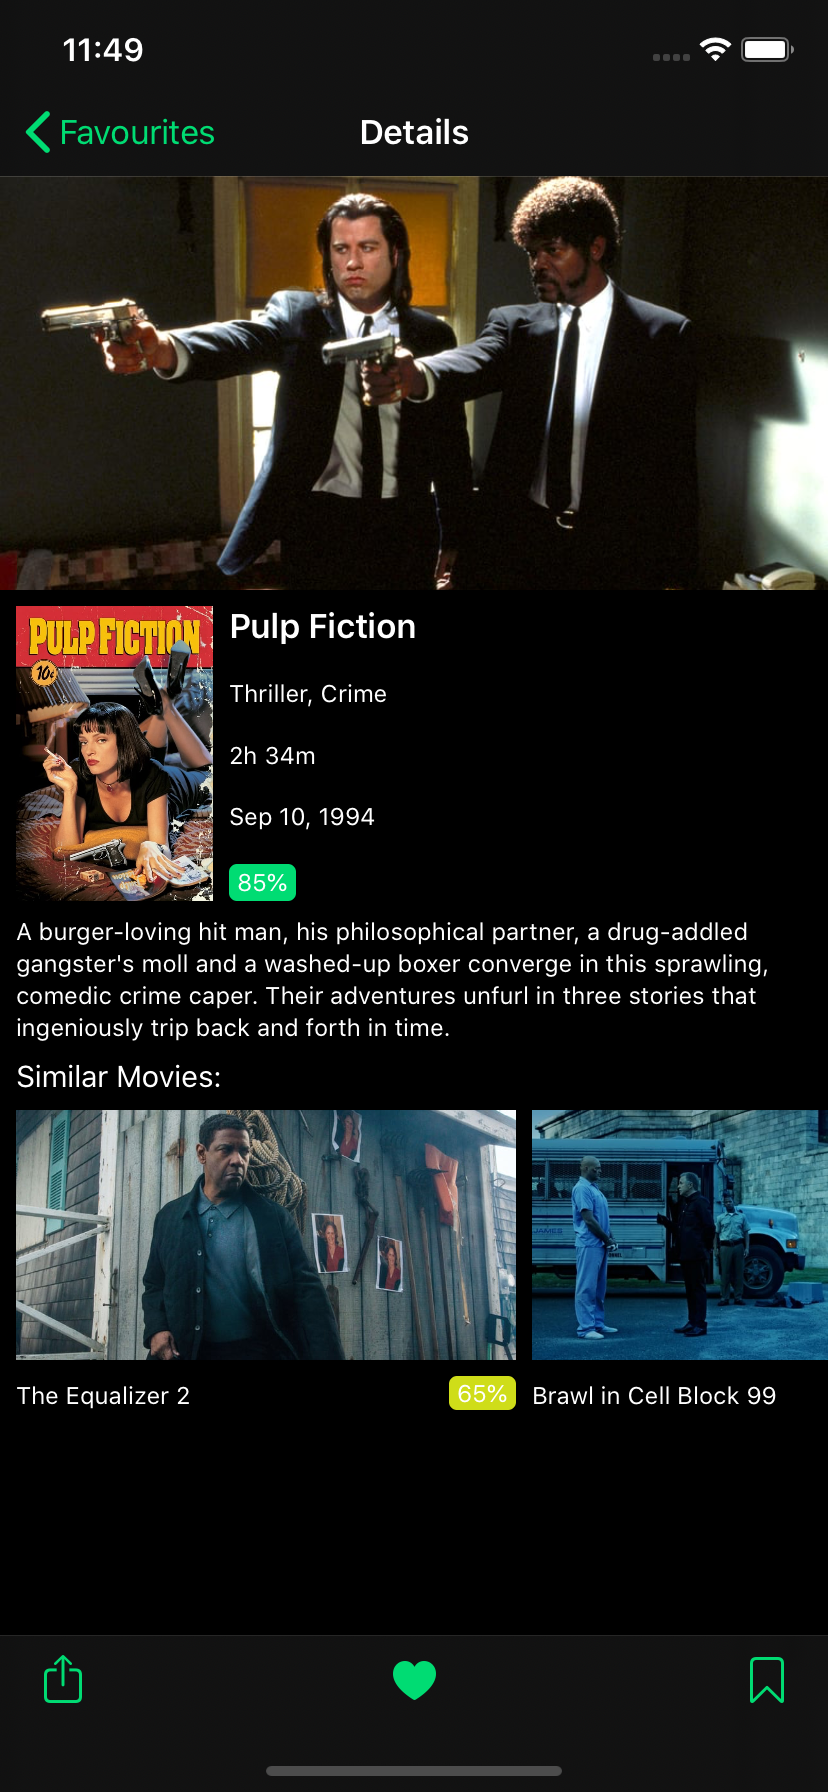 11:49
Favourites
Details
PULP FICTION
10¢
Pulp Fiction
Thriller, Crime
2h 34m
Sep 10, 1994
85%
A burger-loving hit man, his philosophical partner, a drug-addled
gangster's moll and a washed-up boxer converge in this sprawling,
comedic crime caper. Their adventures unfurl in three stories that
ingeniously trip back and forth in time.
Similar Movies:
JAMES
The Equalizer 2
65%
Brawl in Cell Block 99